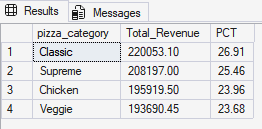 Results Messages
pizza_category Total_Revenue PCT
1 Classic 220053.10 26.91
2 Supreme 208197.00 25.46
3 Chicken 195919.50 23.96
4 Veggie 193690.45 23.68